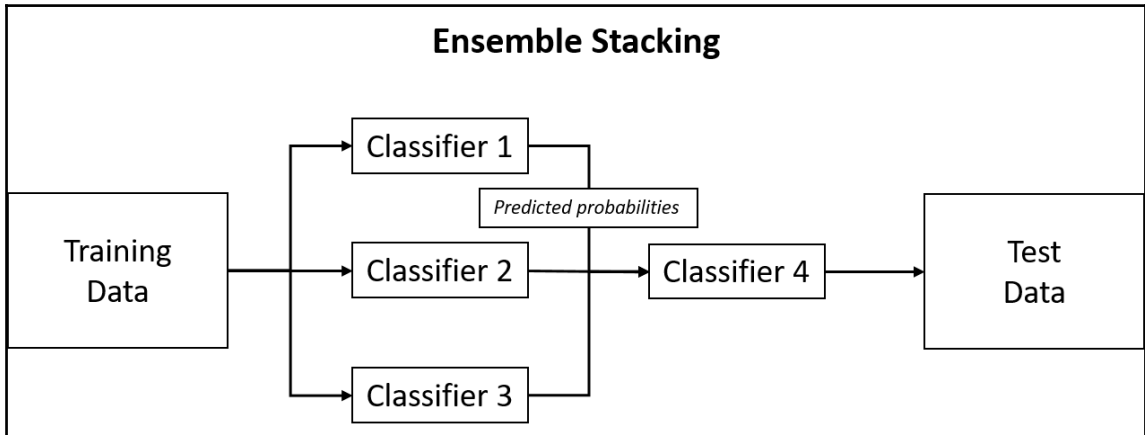 Ensemble Stacking
Classifier 1
Predicted probabilities
Training
Data
Classifier 2
Classifier 4
Test
Data
Classifier 3